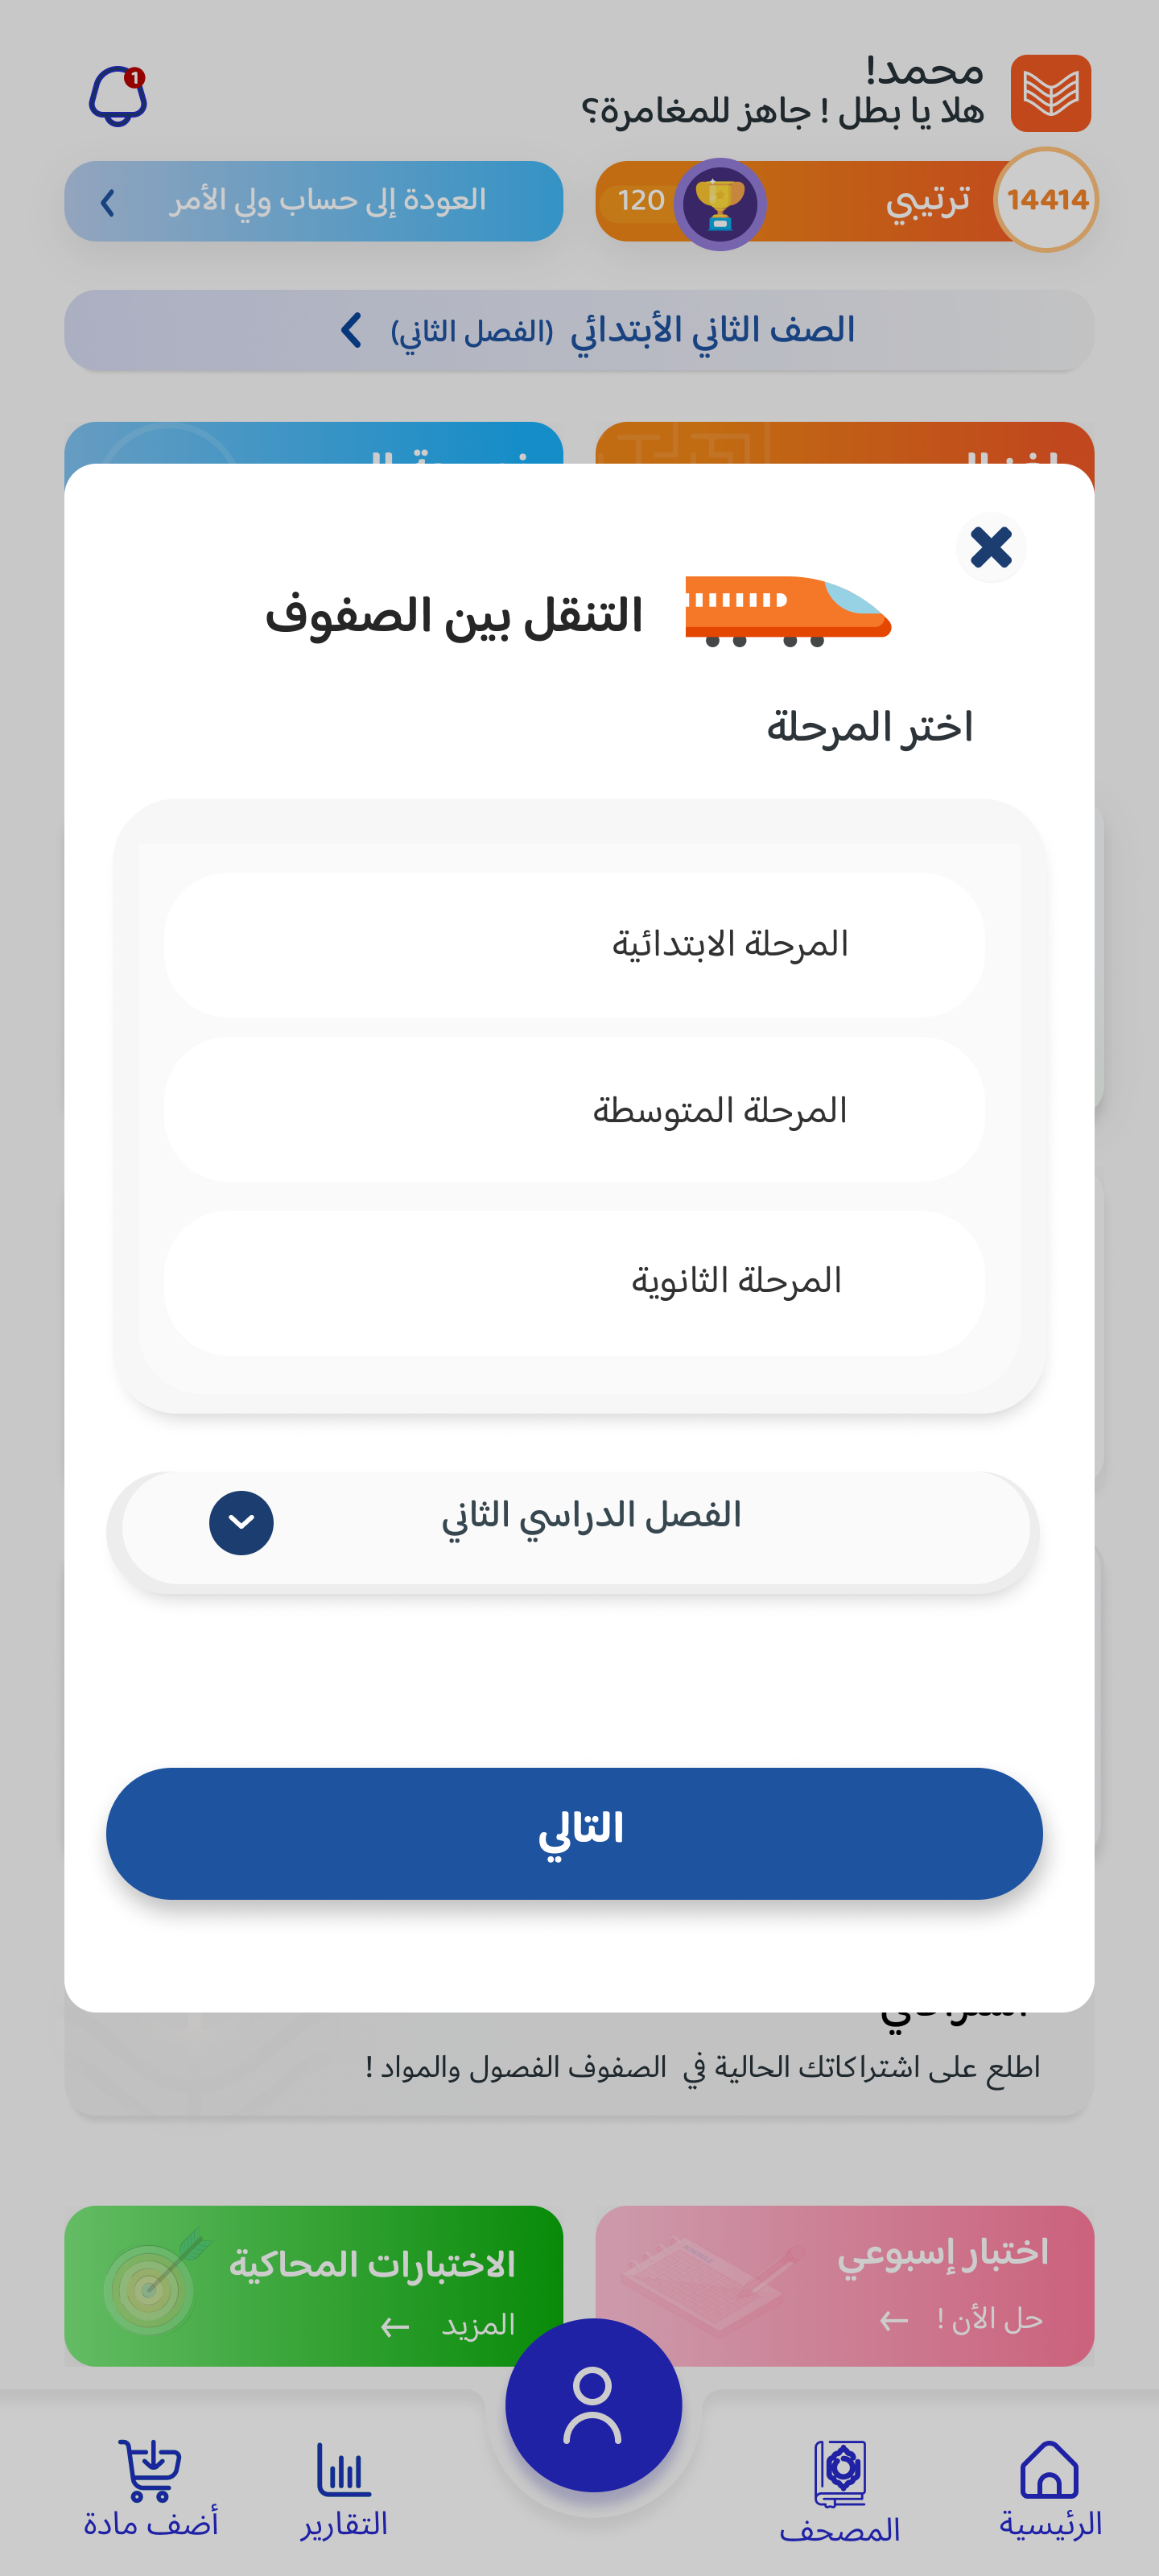 محمد!
هلا يا بطل ! جاهز للمغامرة؟
1
14414
ترتيبي
120
العودة إلى حساب ولي الأمر
الصف الثاني الأبتدائي (الفصل الثاني)
التنقل بين الصفوف
اختر المرحلة
المرحلة الابتدائية
المرحلة المتوسطة
المرحلة الثانوية
الفصل الدراسي الثاني
التالي
اطلع على اشتراكاتك الحالية في الصفوف الفصول والمواد !
اختبار إسبوعي
حل الأن !
الاختبارات المحاكية
المزيد
الرئيسية
المصحف
التقارير
أضف مادة